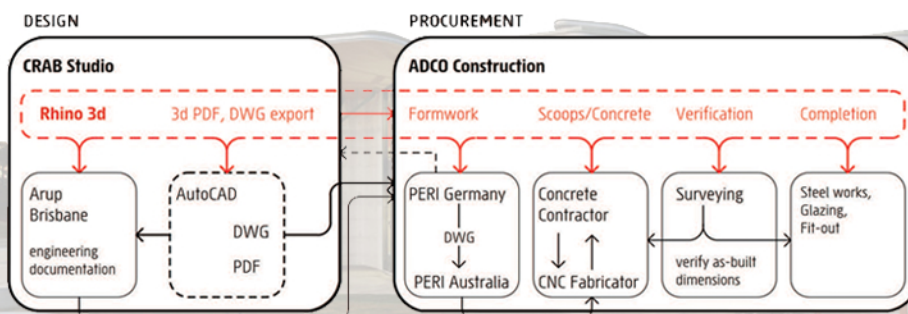 DESIGN
PROCUREMENT
CRAB Studio
ADCO Construction
Rhino 3d
3d PDF, DWG export
Formwork
Scoops/Concrete
Verification
Completion
Arup
Brisbane
engineering
documentation
AutoCAD
DWG
PDF
PERI Germany
DWG
PERI Australia
Concrete
Contractor
CNC Fabricator
Surveying
verify as-built
dimensions
Steel works,
Glazing,
Fit-out